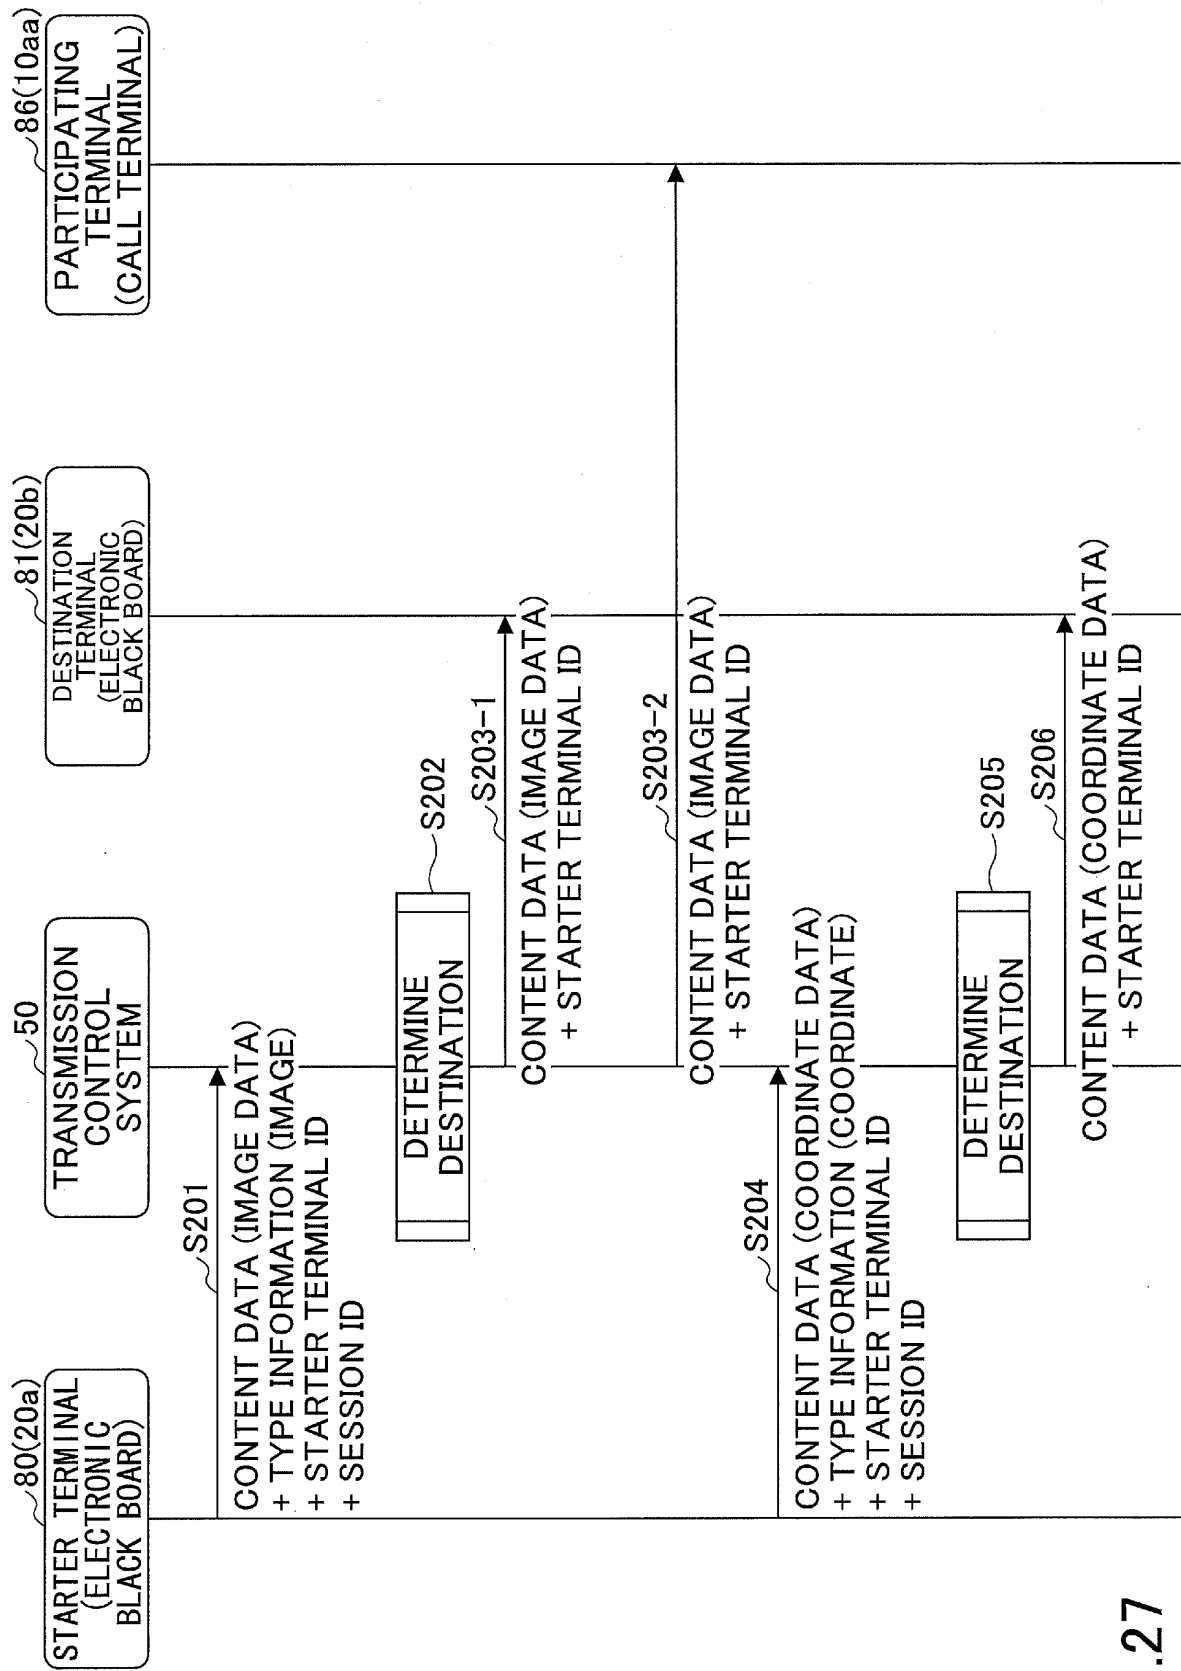 80(20a)
STARTER TERMINAL
(ELECTRONIC
BLACK BOARD)
50
TRANSMISSION
CONTROL
SYSTEM
81(20b)
DESTINATION
TERMINAL
(ELECTRONIC
BLACK BOARD)
86(10aa)
PARTICIPATING
TERMINAL
(CALL TERMINAL)
S201
CONTENT DATA (IMAGE DATA)
+ TYPE INFORMATION (IMAGE)
+ STARTER TERMINAL ID
+ SESSION ID
S202
DETERMINE
DESTINATION
S203-1
CONTENT DATA (IMAGE DATA)
+ STARTER TERMINAL ID
S203-2
CONTENT DATA (IMAGE DATA)
+ STARTER TERMINAL ID
S204
CONTENT DATA (COORDINATE DATA)
+ TYPE INFORMATION (COORDINATE)
+ STARTER TERMINAL ID
+ SESSION ID
S205
DETERMINE
DESTINATION
S206
CONTENT DATA (COORDINATE DATA)
+ STARTER TERMINAL ID
.27